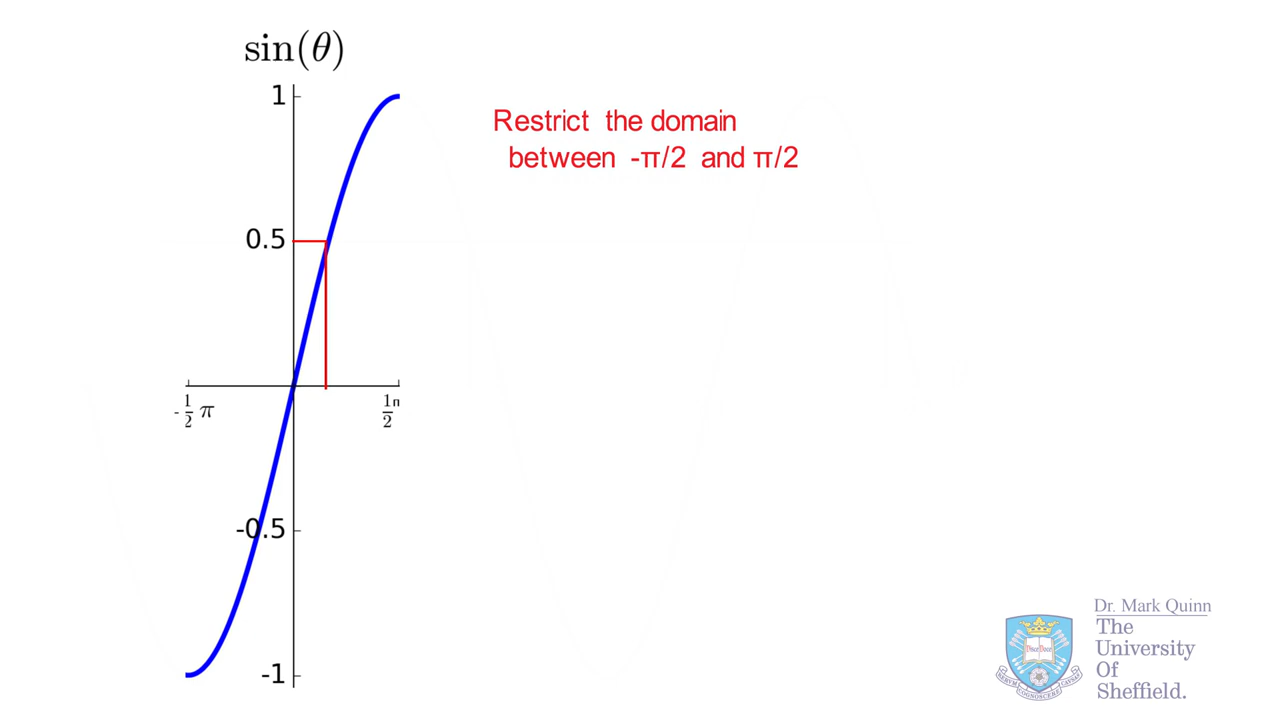 sin(θ)
1
Restrict the domain
between -π/2 and π/2
0.5
-1/2 π
1/2
-0.5
-1
Dr. Mark Quinn
The
University
Of
Sheffield.